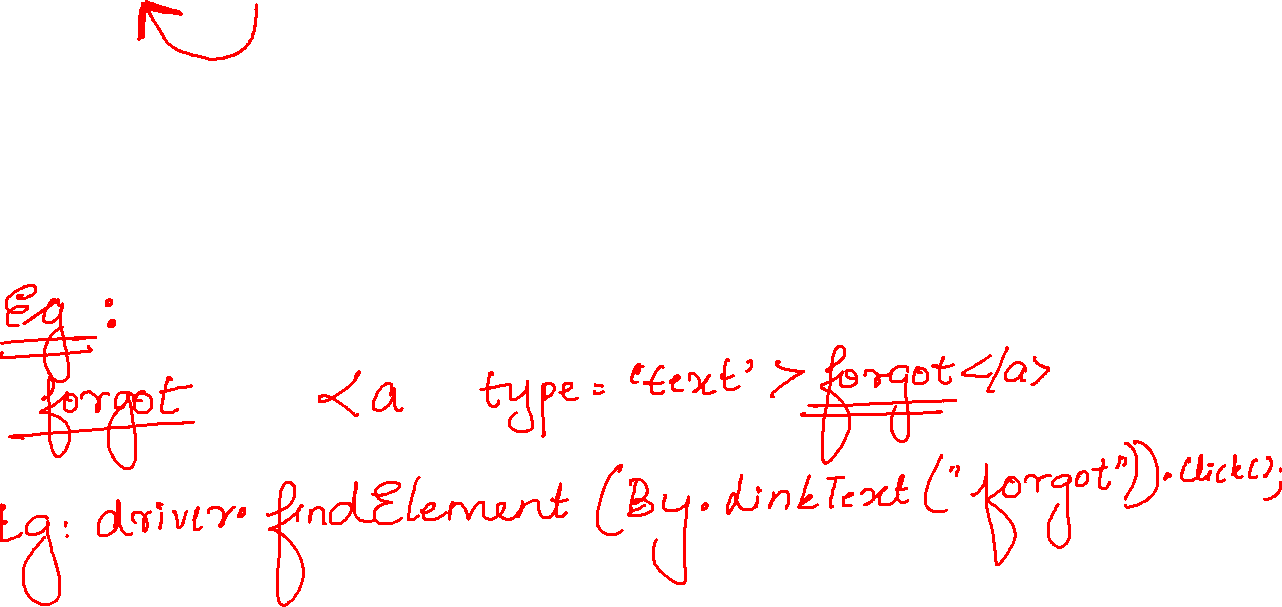 Eg :
forgot <a type = 'text' > forgot </a>
Eg: driver.findElement (By.linkText ("forgot")).click();